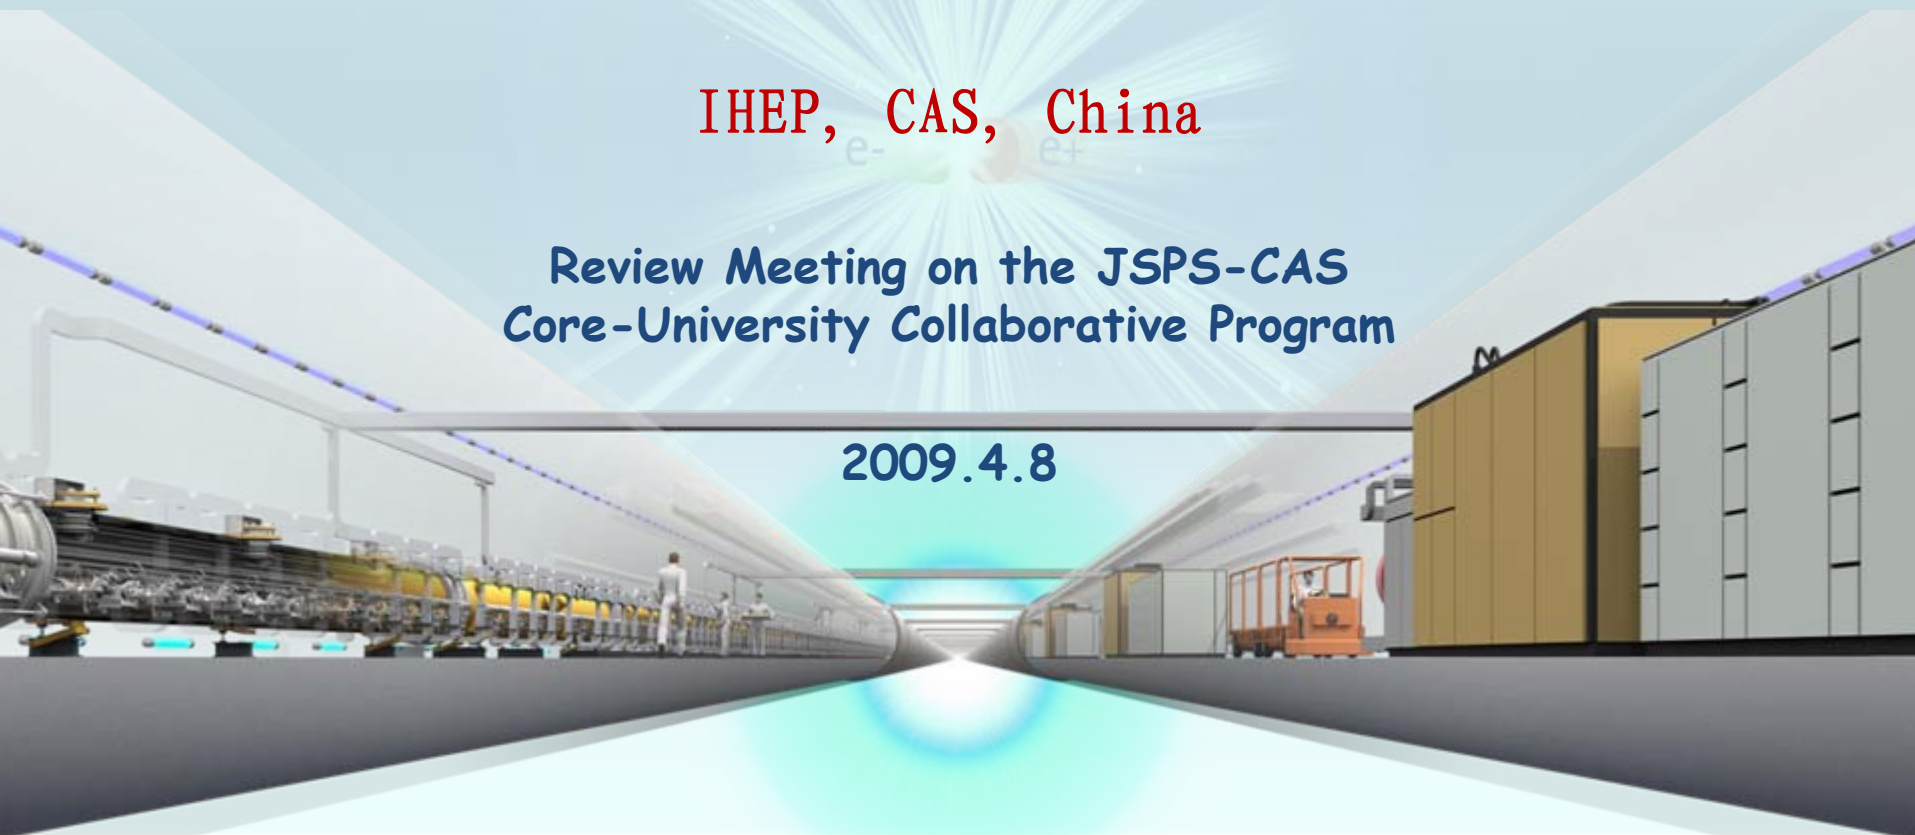 IHEP, CAS, China
e- e+
Review Meeting on the JSPS-CAS
Core-University Collaborative Program
2009.4.8